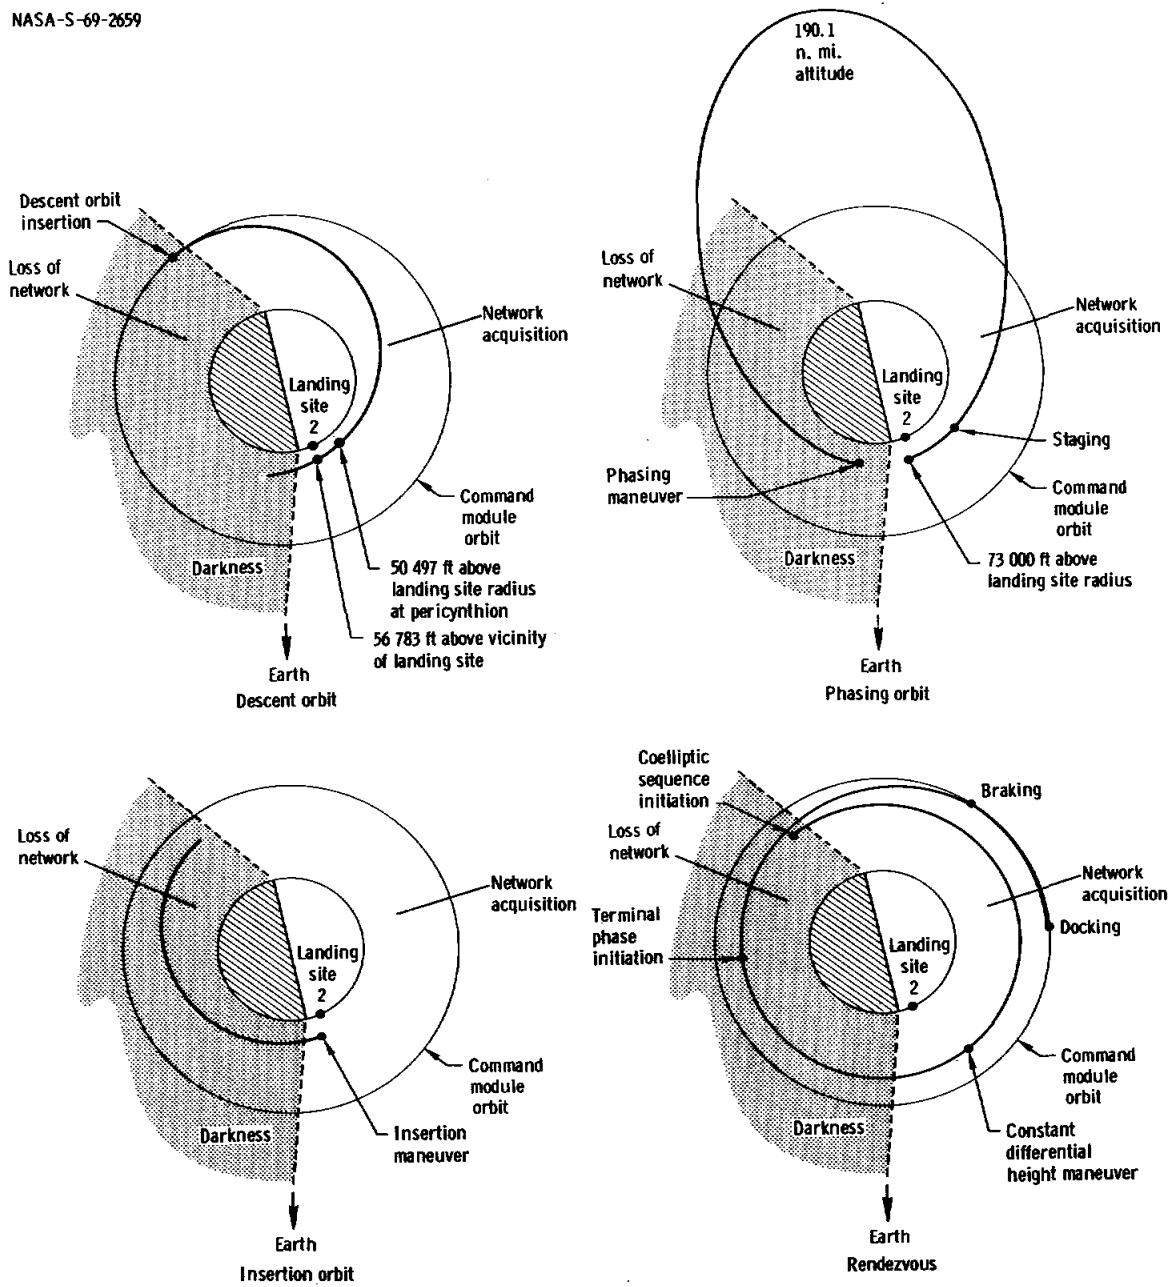 NASA-S-69-2659
Descent orbit
insertion
Loss of
network
Network
acquisition
Landing
site
2
Command
module
orbit
Darkness
50 497 ft above
landing site radius
at pericynthion
56 783 ft above vicinity
of landing site
Earth
Descent orbit
190.1
n. mi.
altitude
Loss of
network
Network
acquisition
Landing
site
2
Staging
Phasing
maneuver
Command
module
orbit
Darkness
73 000 ft above
landing site radius
Earth
Phasing orbit
Loss of
network
Network
acquisition
Landing
site
2
Command
module
orbit
Darkness
Insertion
maneuver
Earth
Insertion orbit
Coelliptic
sequence
initiation
Braking
Loss of
network
Network
acquisition
Terminal
phase
initiation
Docking
Landing
site
2
Command
module
orbit
Darkness
Constant
differential
height maneuver
Earth
Rendezvous